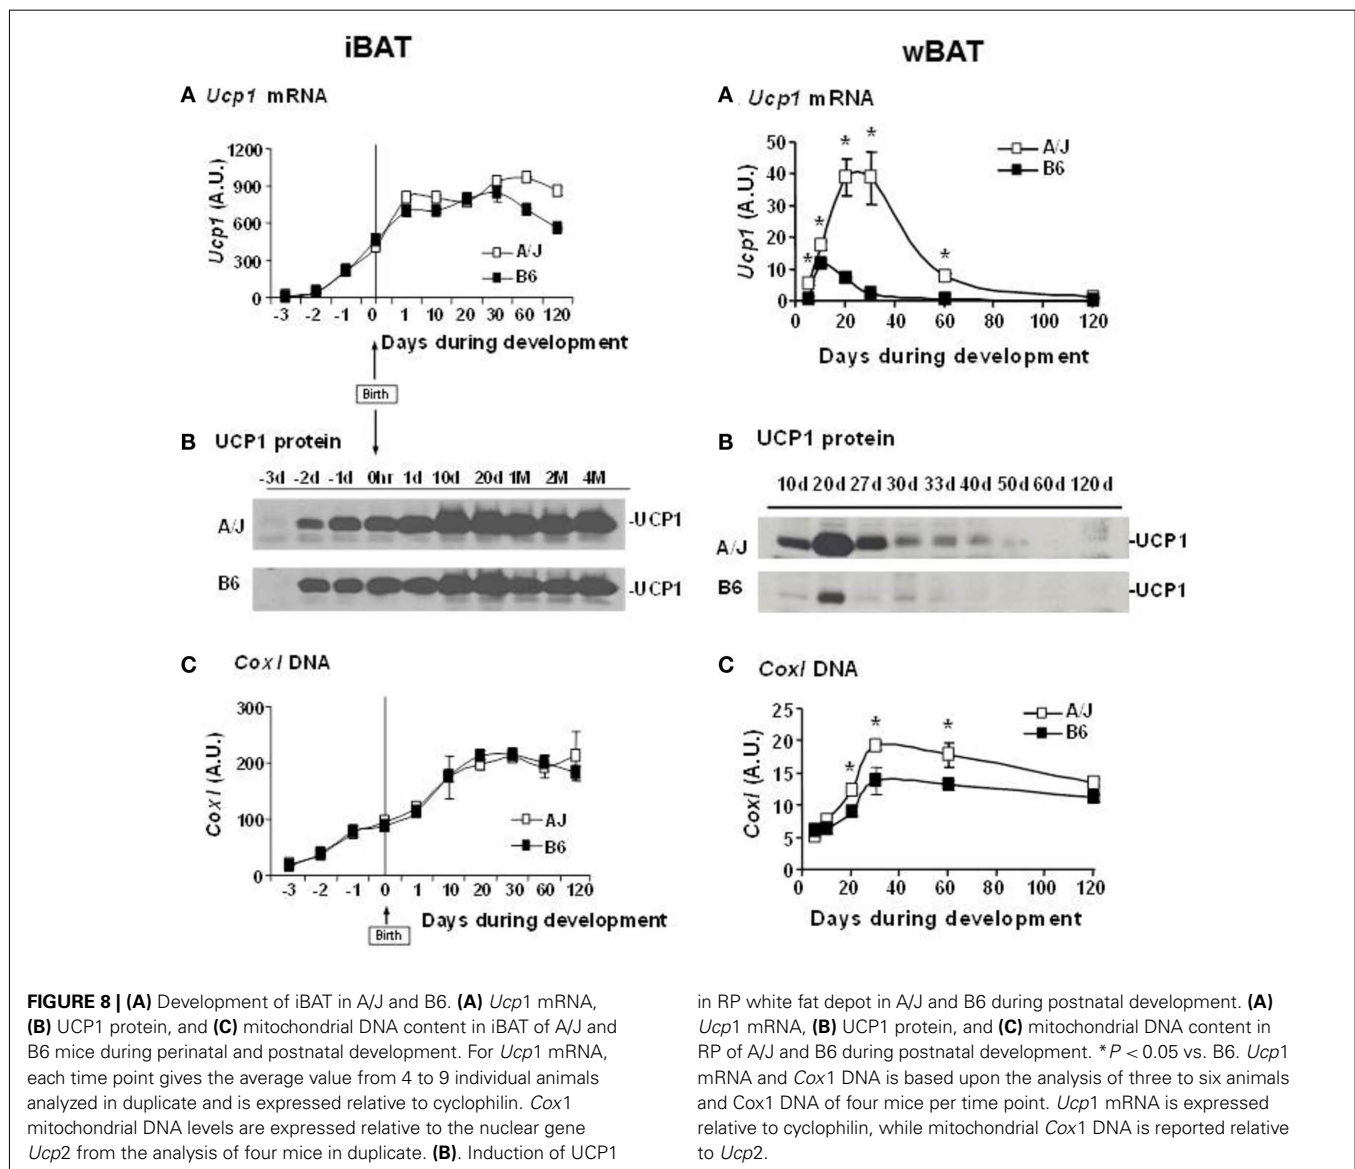 iBAT
A Ucp1 mRNA
1200
900
600
300
0
Ucp1 (A.U.)
A/J
B6
-3 -2 -1 0 1 10 20 30 60 120
Days during development
Birth
B UCP1 protein
-3d -2d -1d 0hr 1d 10d 20d 1M 2M 4M
A/J -UCP1
B6 -UCP1
C CoxI DNA
300
200
100
0
CoxI (A.U.)
AJ
B6
-3 -2 -1 0 1 10 20 30 60 120
Days during development
Birth
wBAT
A Ucp1 mRNA
50
40
30
20
10
0
Ucp1 (A.U.)
* *
* *
*
A/J
B6
0 20 40 60 80 100 120
Days during development
B UCP1 protein
10d 20d 27d 30d 33d 40d 50d 60d 120d
A/J -UCP1
B6 -UCP1
C CoxI DNA
25
20
15
10
5
0
CoxI (A.U.)
* * *
A/J
B6
0 20 40 60 80 100 120
Days during development
FIGURE 8 | (A) Development of iBAT in A/J and B6. (A) Ucp1 mRNA,
(B) UCP1 protein, and (C) mitochondrial DNA content in iBAT of A/J and
B6 mice during perinatal and postnatal development. For Ucp1 mRNA,
each time point gives the average value from 4 to 9 individual animals
analyzed in duplicate and is expressed relative to cyclophilin. Cox1
mitochondrial DNA levels are expressed relative to the nuclear gene
Ucp2 from the analysis of four mice in duplicate. (B). Induction of UCP1
in RP white fat depot in A/J and B6 during postnatal development. (A)
Ucp1 mRNA, (B) UCP1 protein, and (C) mitochondrial DNA content in
RP of A/J and B6 during postnatal development. *P < 0.05 vs. B6. Ucp1
mRNA and Cox1 DNA is based upon the analysis of three to six animals
and Cox1 DNA of four mice per time point. Ucp1 mRNA is expressed
relative to cyclophilin, while mitochondrial Cox1 DNA is reported relative
to Ucp2.